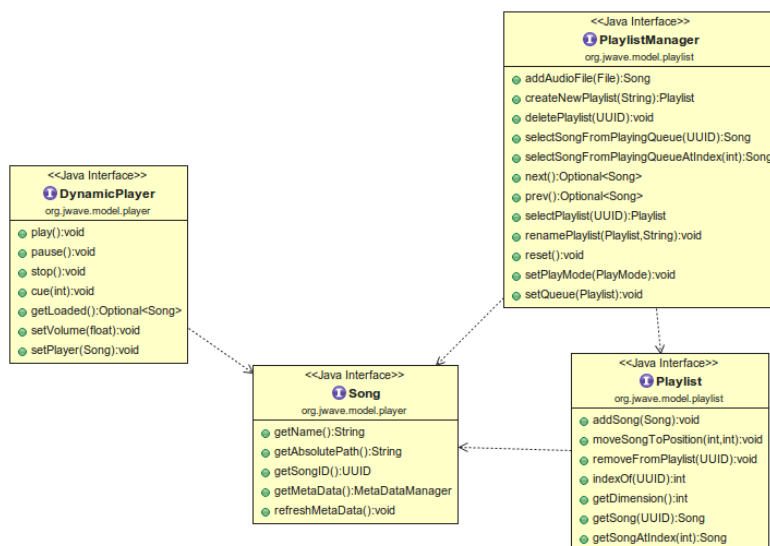 <<Java Interface>>
PlaylistManager
org.jwave.model.playlist
addAudioFile(File):Song
createNewPlaylist(String):Playlist
deletePlaylist(UUID):void
selectSongFromPlayingQueue(UUID):Song
selectSongFromPlayingQueueAtIndex(int):Song
next():Optional<Song>
prev():Optional<Song>
selectPlaylist(UUID):Playlist
renamePlaylist(Playlist,String):void
reset():void
setPlayMode(PlayMode):void
setQueue(Playlist):void
<<Java Interface>>
DynamicPlayer
org.jwave.model.player
play():void
pause():void
stop():void
cue(int):void
getLoaded():Optional<Song>
setVolume(float):void
setPlayer(Song):void
<<Java Interface>>
Song
org.jwave.model.player
getName():String
getAbsolutePath():String
getSongID():UUID
getMetaData():MetaDataManager
refreshMetaData():void
<<Java Interface>>
Playlist
org.jwave.model.playlist
addSong(Song):void
moveSongToPosition(int,int):void
removeFromPlaylist(UUID):void
indexOf(UUID):int
getDimension():int
getSong(UUID):Song
getSongAtIndex(int):Song